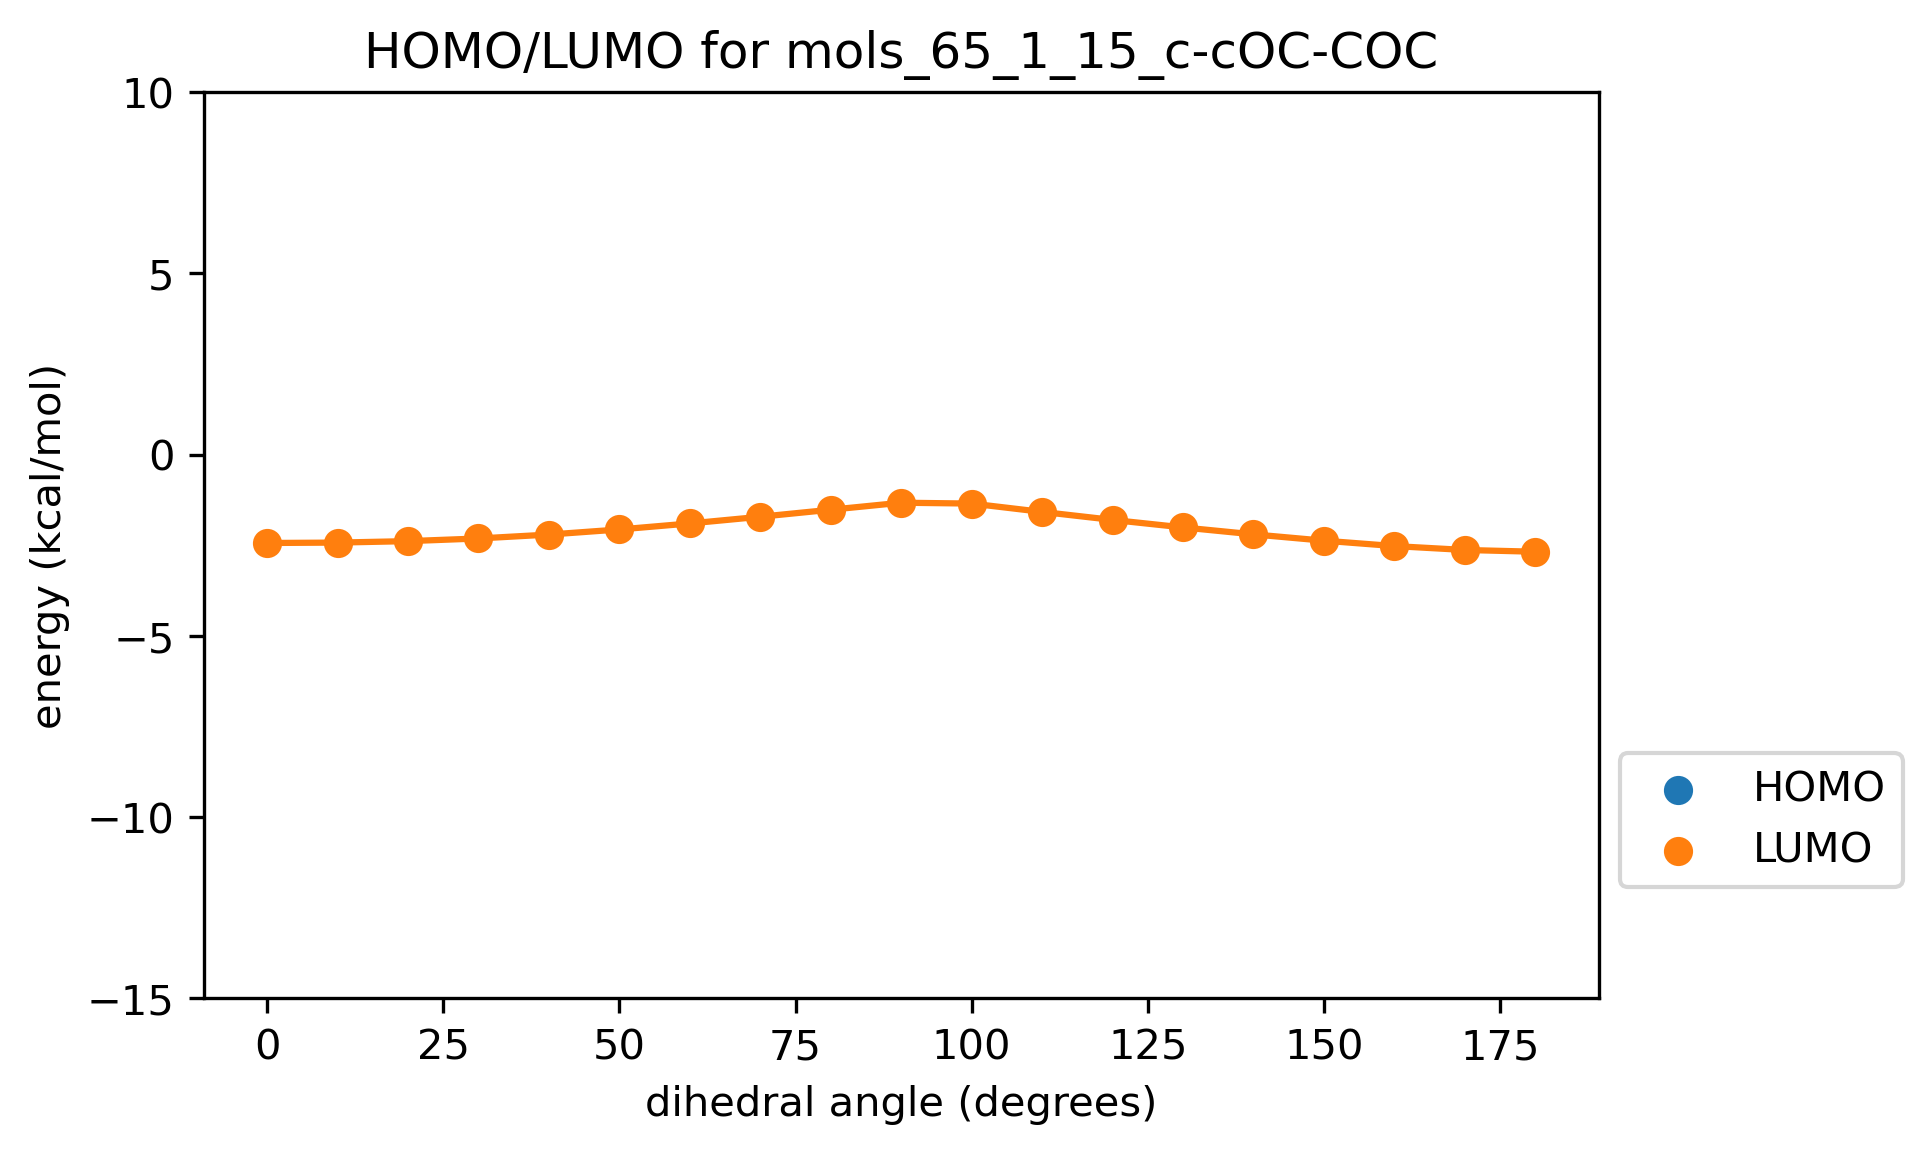 HOMO/LUMO for mols_65_1_15_c-cOC-COC
10
5
0
−5
−10
−15
energy (kcal/mol)
0 25 50 75 100 125 150 175
dihedral angle (degrees)
HOMO
LUMO